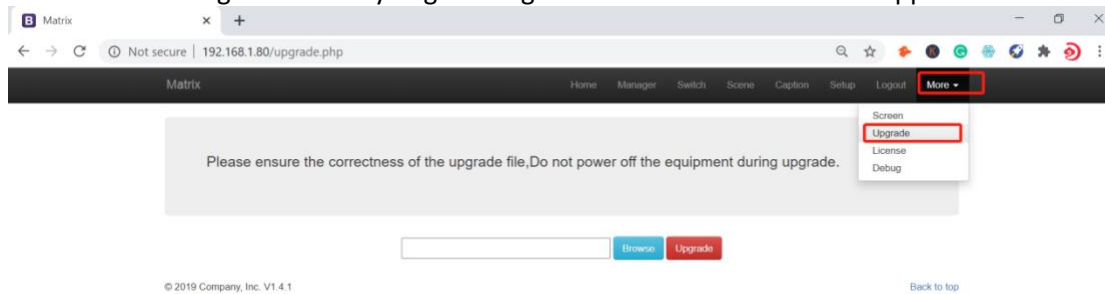 Matrix
Not secure | 192.168.1.80/upgrade.php
Matrix Home Manager Switch Scene Caption Setup Logout More
Screen
Upgrade
License
Debug
Please ensure the correctness of the upgrade file,Do not power off the equipment during upgrade.
Browse Upgrade
© 2019 Company, Inc. V1.4.1 Back to top